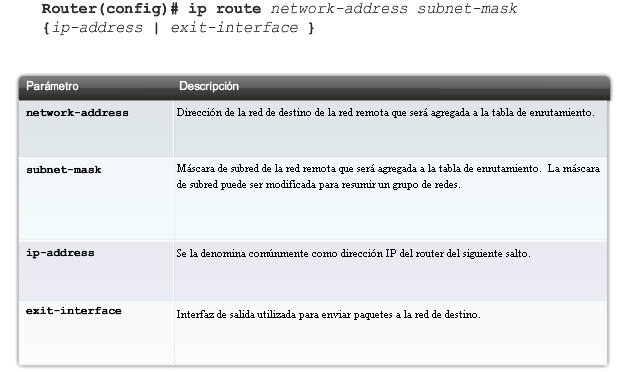 Router(config)# ip route network-address subnet-mask
{ip-address | exit-interface }
Parámetro Descripción
network-address Dirección de la red de destino de la red remota que será agregada a la tabla de enrutamiento.
subnet-mask Máscara de subred de la red remota que será agregada a la tabla de enrutamiento. La máscara
de subred puede ser modificada para resumir un grupo de redes.
ip-address Se la denomina comúnmente como dirección IP del router del siguiente salto.
exit-interface Interfaz de salida utilizada para enviar paquetes a la red de destino.